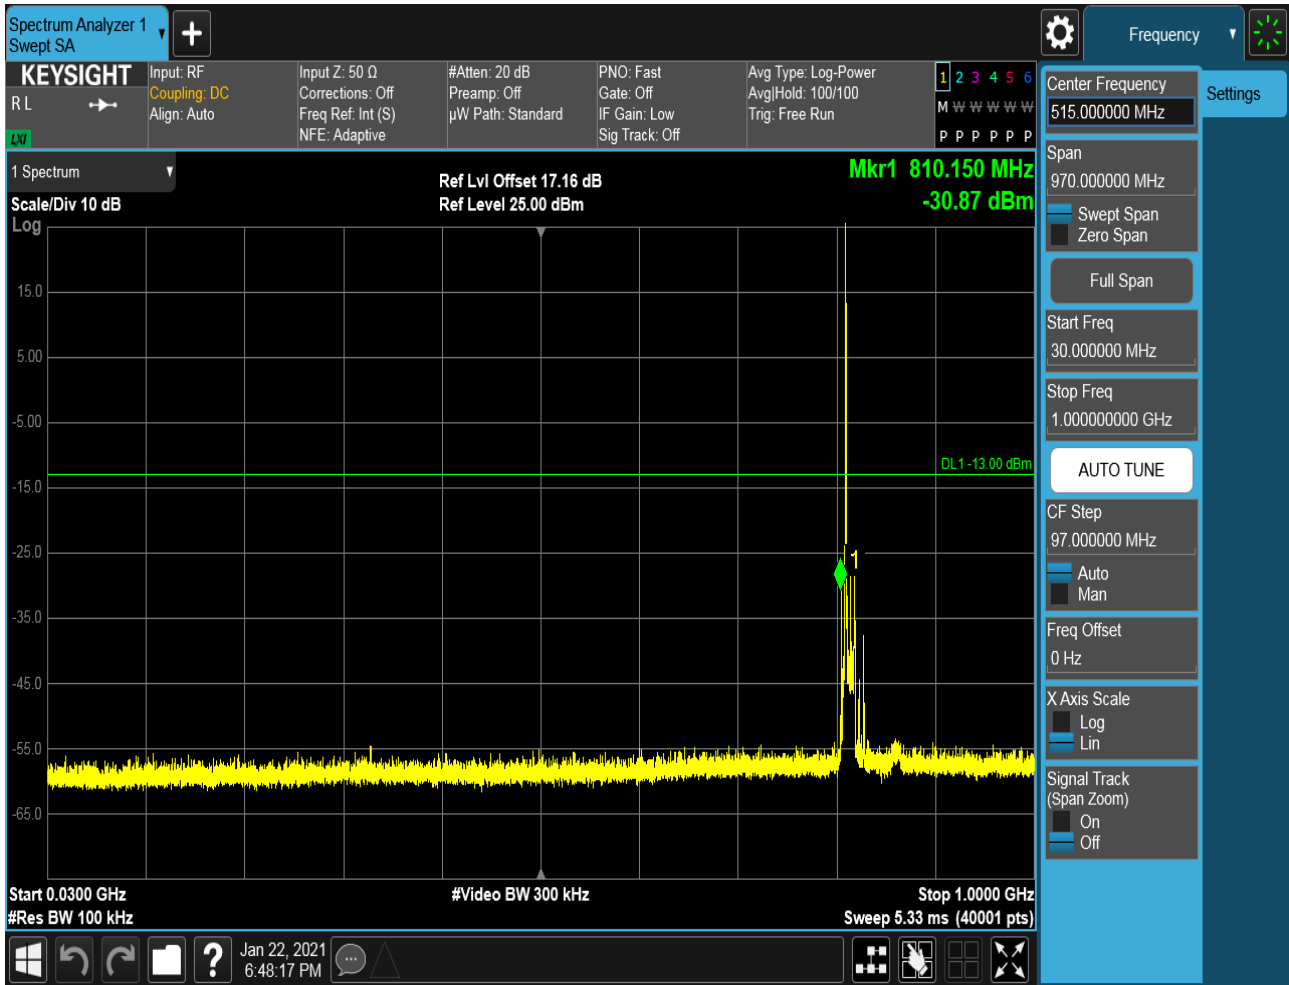 Spectrum Analyzer 1
Swept SA
Frequency
KEYSIGHT
R L
LXI
Input: RF
Coupling: DC
Align: Auto
Input Z: 50 Ω
Corrections: Off
Freq Ref: Int (S)
NFE: Adaptive
#Atten: 20 dB
Preamp: Off
µW Path: Standard
PNO: Fast
Gate: Off
IF Gain: Low
Sig Track: Off
Avg Type: Log-Power
Avg|Hold: 100/100
Trig: Free Run
1 2 3 4 5 6
M W W W W W
P P P P P P
1 Spectrum
Scale/Div 10 dB
Log
Ref Lvl Offset 17.16 dB
Ref Level 25.00 dBm
Mkr1 810.150 MHz
-30.87 dBm
15.0
5.00
-5.00
DL1 -13.00 dBm
-15.0
-25.0
1
-35.0
-45.0
-55.0
-65.0
Start 0.0300 GHz
#Video BW 300 kHz
Stop 1.0000 GHz
#Res BW 100 kHz
Sweep 5.33 ms (40001 pts)
Jan 22, 2021
6:48:17 PM
Center Frequency
515.000000 MHz
Settings
Span
970.000000 MHz
Swept Span
Zero Span
Full Span
Start Freq
30.000000 MHz
Stop Freq
1.000000000 GHz
AUTO TUNE
CF Step
97.000000 MHz
Auto
Man
Freq Offset
0 Hz
X Axis Scale
Log
Lin
Signal Track
(Span Zoom)
On
Off